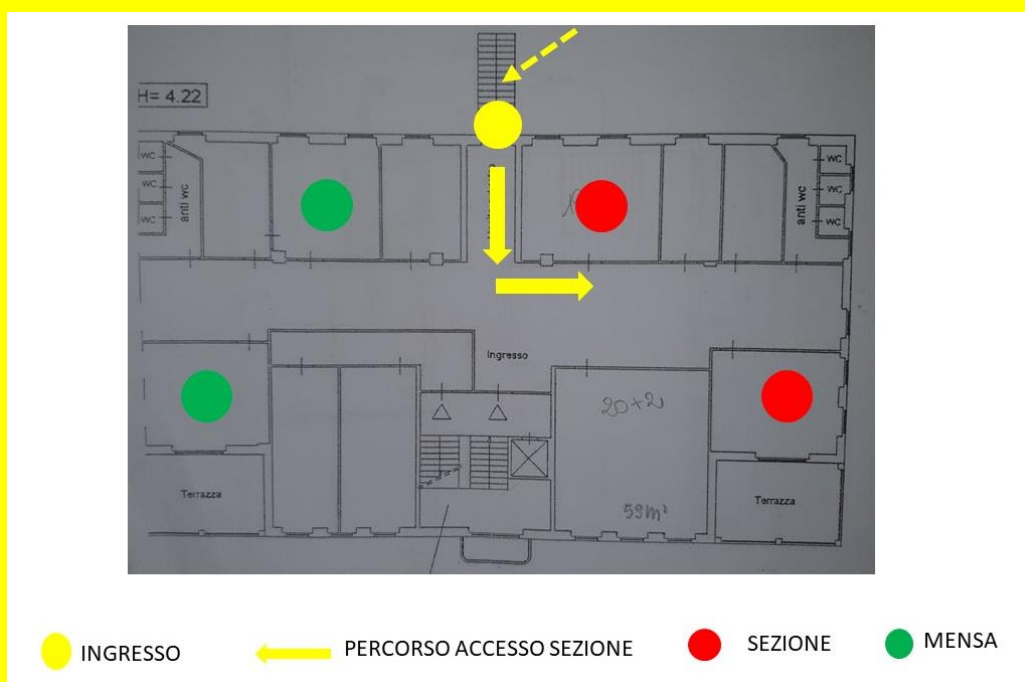 H= 4.22
WC
WC
WC
anti wc
anti wc
WC
WC
WC
Ingresso
20+2
59m²
Terrazza
Terrazza
INGRESSO
PERCORSO ACCESSO SEZIONE
SEZIONE
MENSA